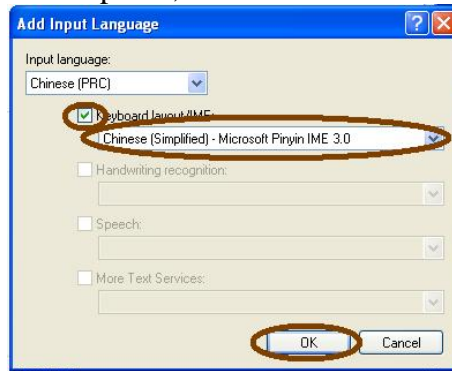 Add Input Language
Input language:
Chinese (PRC)
Keyboard layout/IME:
Chinese (Simplified) - Microsoft Pinyin IME 3.0
Handwriting recognition:
Speech:
More Text Services:
OK Cancel